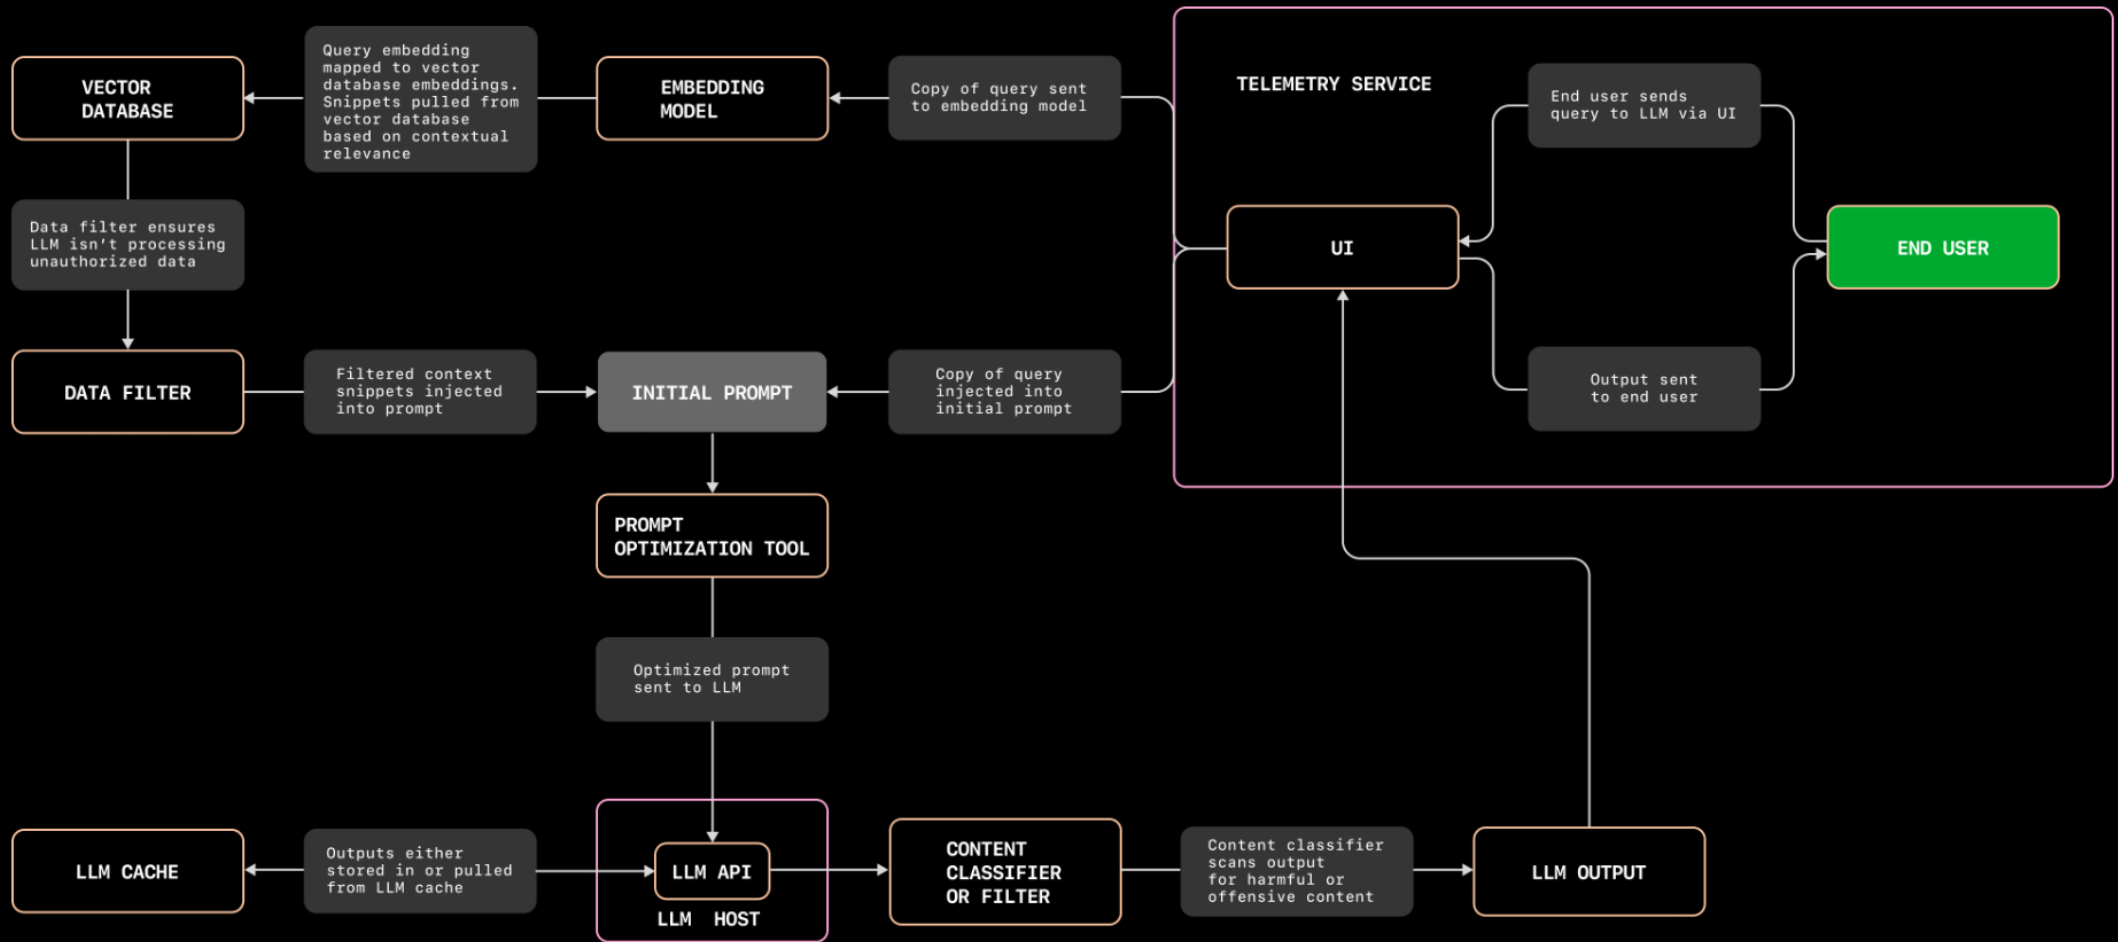 VECTOR
DATABASE
Query embedding
mapped to vector
database embeddings.
Snippets pulled from
vector database
based on contextual
relevance
EMBEDDING
MODEL
Copy of query sent
to embedding model
TELEMETRY SERVICE
End user sends
query to LLM via UI
Data filter ensures
LLM isn't processing
unauthorized data
UI
END USER
DATA FILTER
Filtered context
snippets injected
into prompt
INITIAL PROMPT
Copy of query
injected into
initial prompt
Output sent
to end user
PROMPT
OPTIMIZATION TOOL
Optimized prompt
sent to LLM
LLM CACHE
Outputs either
stored in or pulled
from LLM cache
LLM API
LLM HOST
CONTENT
CLASSIFIER
OR FILTER
Content classifier
scans output
for harmful or
offensive content
LLM OUTPUT